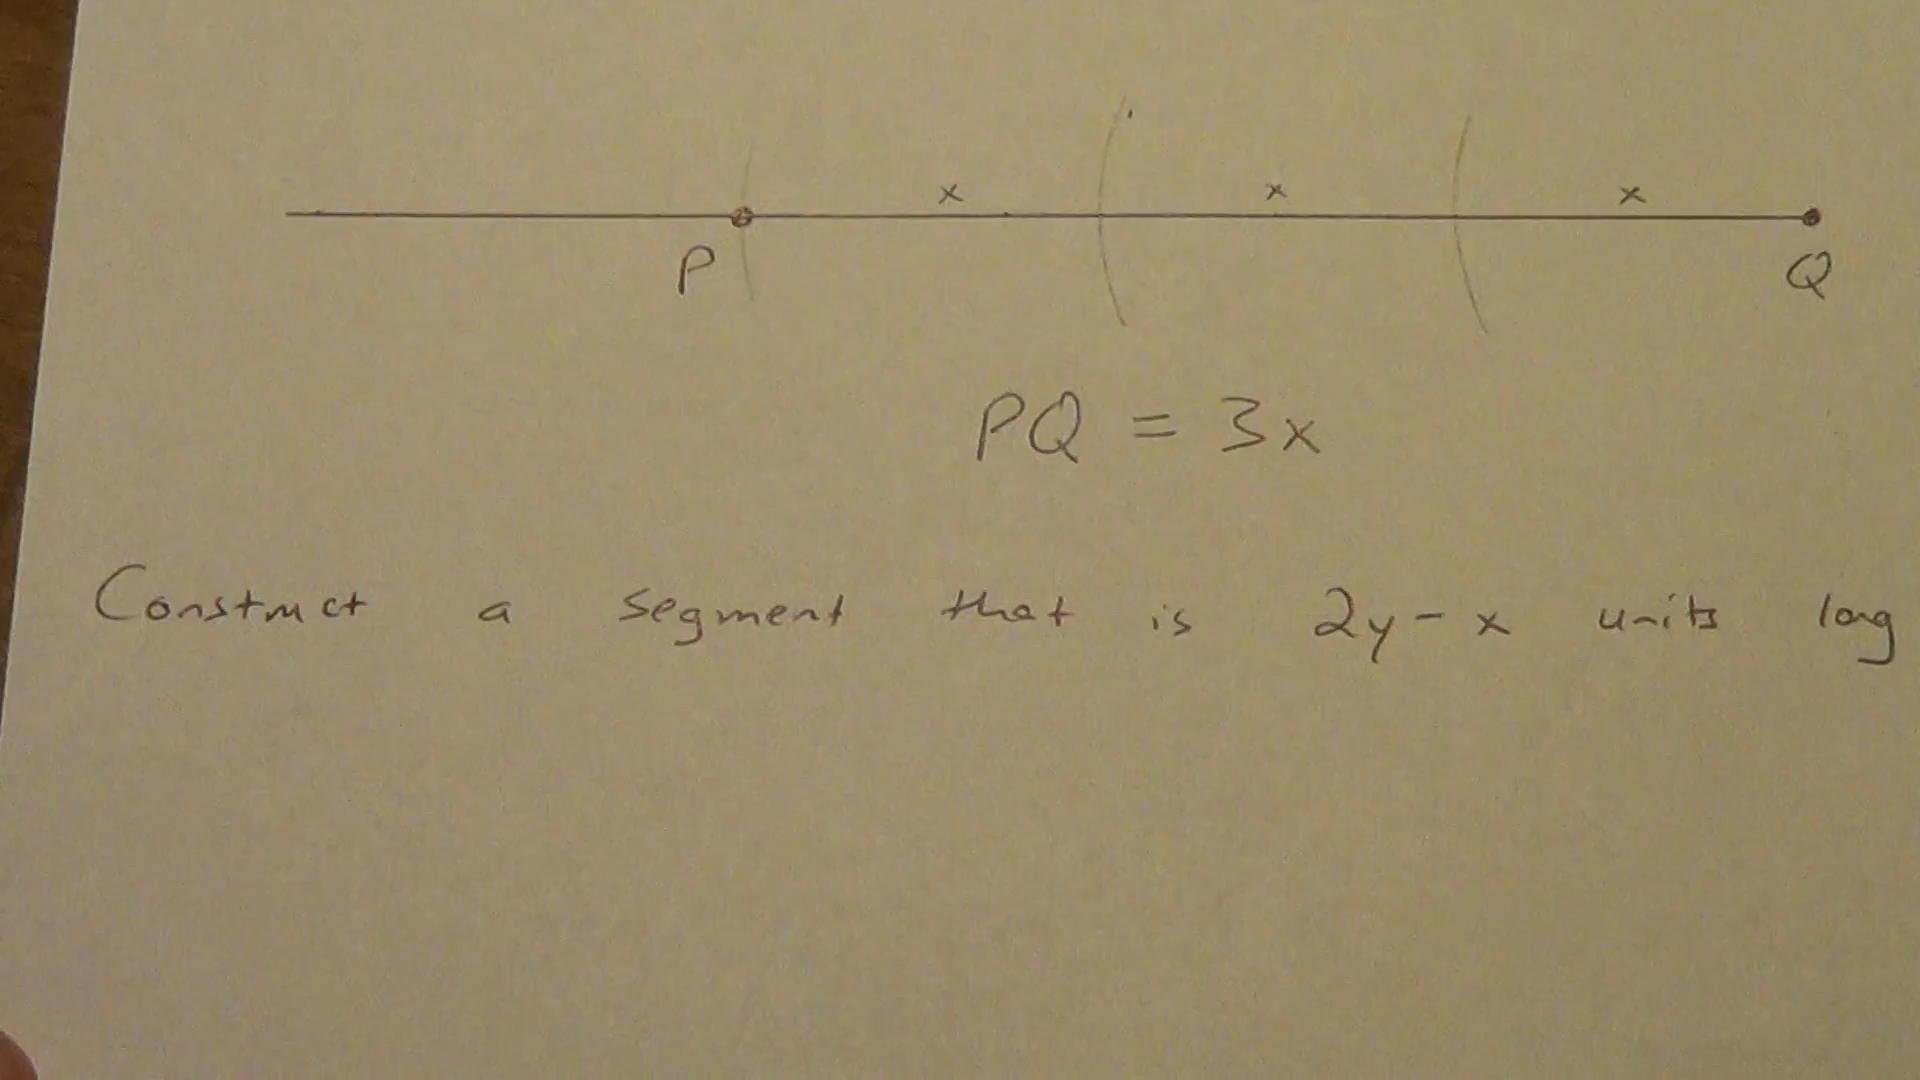 x x x
P Q
PQ = 3x
Construct a segment that is 2y - x units long